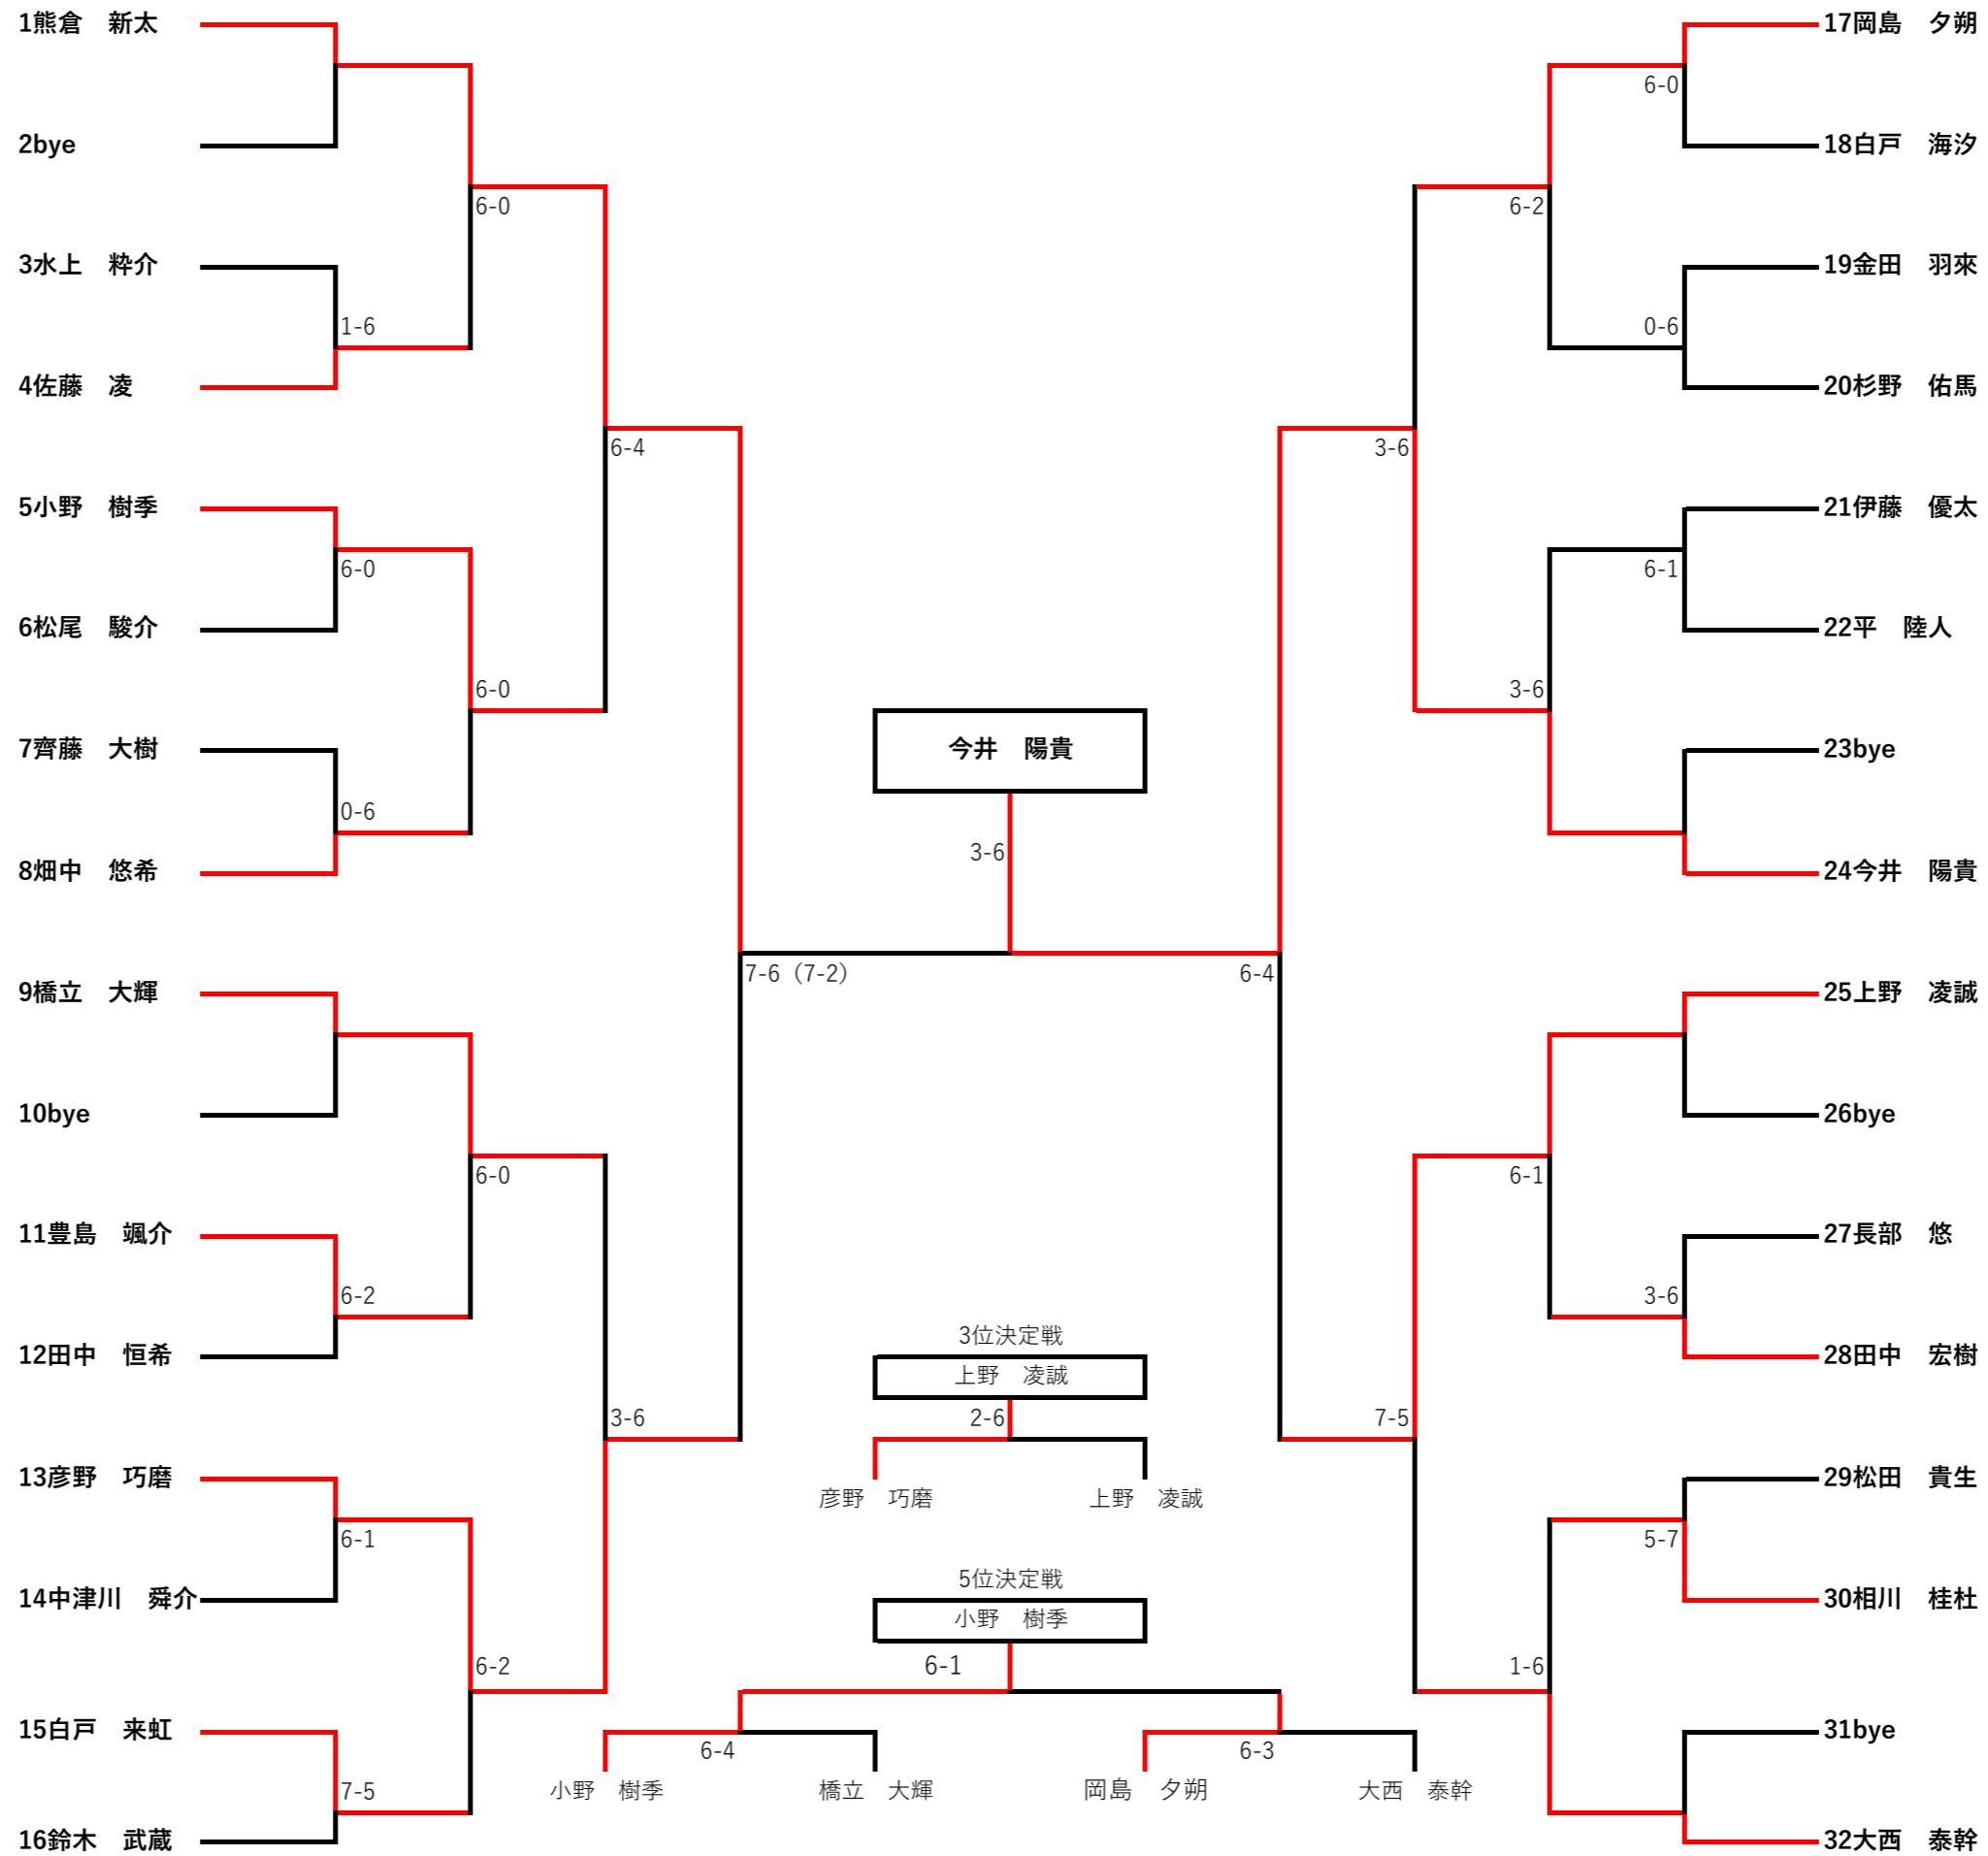 1熊倉　新太
2bye
3水上　粋介
4佐藤　凌
5小野　樹季
6松尾　駿介
7齊藤　大樹
8畑中　悠希
9橋立　大輝
10bye
11豊島　颯介
12田中　恒希
13彦野　巧磨
14中津川　舜介
15白戸　来虹
16鈴木　武蔵
1-6
6-0
0-6
6-2
6-1
7-5
6-0
6-0
6-0
6-2
6-4
3-6
7-6（7-2）
今井　陽貴
3-6
6-4
3位決定戦
上野　凌誠
2-6
彦野　巧磨
上野　凌誠
5位決定戦
小野　樹季
6-1
6-4
6-3
小野　樹季
橋立　大輝
岡島　夕朔
大西　泰幹
3-6
7-5
6-2
3-6
6-1
1-6
6-0
0-6
6-1
3-6
5-7
17岡島　夕朔
18白戸　海汐
19金田　羽來
20杉野　佑馬
21伊藤　優太
22平　陸人
23bye
24今井　陽貴
25上野　凌誠
26bye
27長部　悠
28田中　宏樹
29松田　貴生
30相川　桂杜
31bye
32大西　泰幹